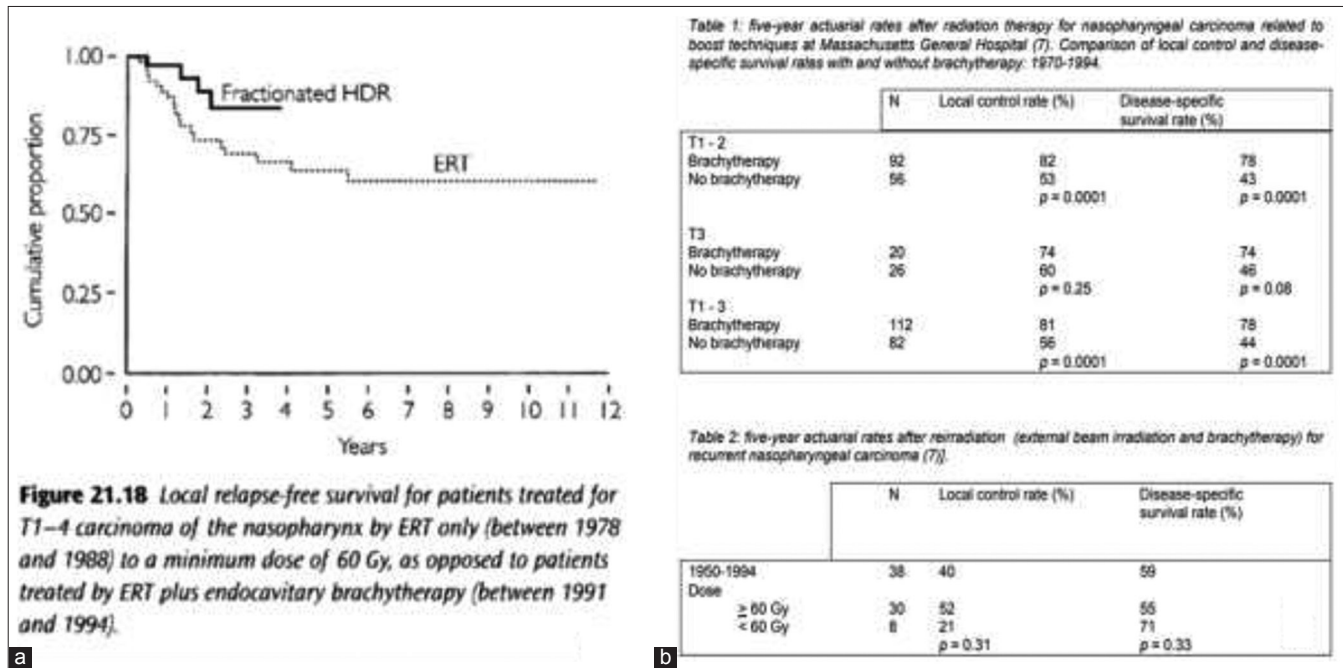 1.00
0.75
0.50
0.25
0.00
Cumulative proportion
Fractionated HDR
ERT
0 1 2 3 4 5 6 7 8 9 10 11 12
Years
Figure 21.18 Local relapse-free survival for patients treated for
T1–4 carcinoma of the nasopharynx by ERT only (between 1978
and 1988) to a minimum dose of 60 Gy, as opposed to patients
treated by ERT plus endocavitary brachytherapy (between 1991
and 1994).
a
Table 1: five-year actuarial rates after radiation therapy for nasopharyngeal carcinoma related to
boost techniques at Massachusetts General Hospital (7). Comparison of local control and disease-
specific survival rates with and without brachytherapy: 1970-1994.
N Local control rate (%) Disease-specific
survival rate (%)
T1 - 2
Brachytherapy 92 82 78
No brachytherapy 56 53 43
p = 0.0001 p = 0.0001
T3
Brachytherapy 20 74 74
No brachytherapy 26 60 46
p = 0.25 p = 0.08
T1 - 3
Brachytherapy 112 81 78
No brachytherapy 82 56 44
p = 0.0001 p = 0.0001
Table 2: five-year actuarial rates after reirradiation (external beam irradiation and brachytherapy) for
recurrent nasopharyngeal carcinoma (7)].
N Local control rate (%) Disease-specific
survival rate (%)
1950-1994 38 40 59
Dose
≥ 60 Gy 30 52 55
< 60 Gy 8 21 71
p = 0.31 p = 0.33
b